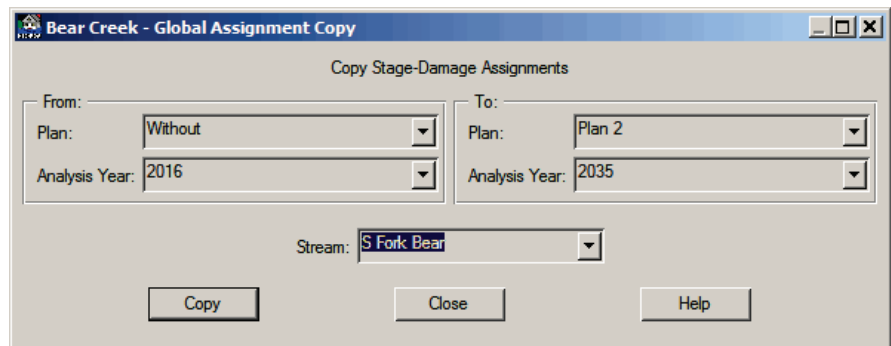 Bear Creek - Global Assignment Copy
Copy Stage-Damage Assignments
From:
Plan: Without
Analysis Year: 2016
To:
Plan: Plan 2
Analysis Year: 2035
Stream: S Fork Bear
Copy Close Help